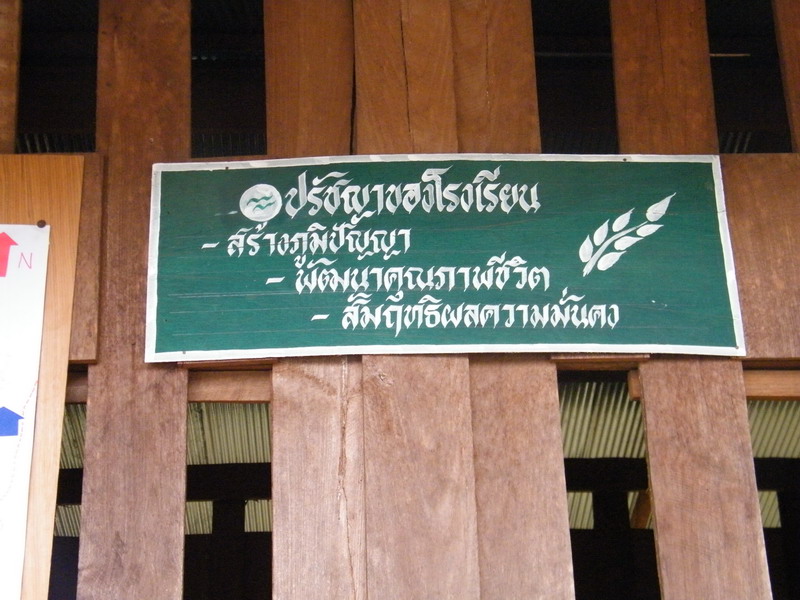 ปรัชญาของโรงเรียน
- สร้างภูมิปัญญา
- พัฒนาคุณภาพชีวิต
- สัมฤทธิผลความมั่นคง
N